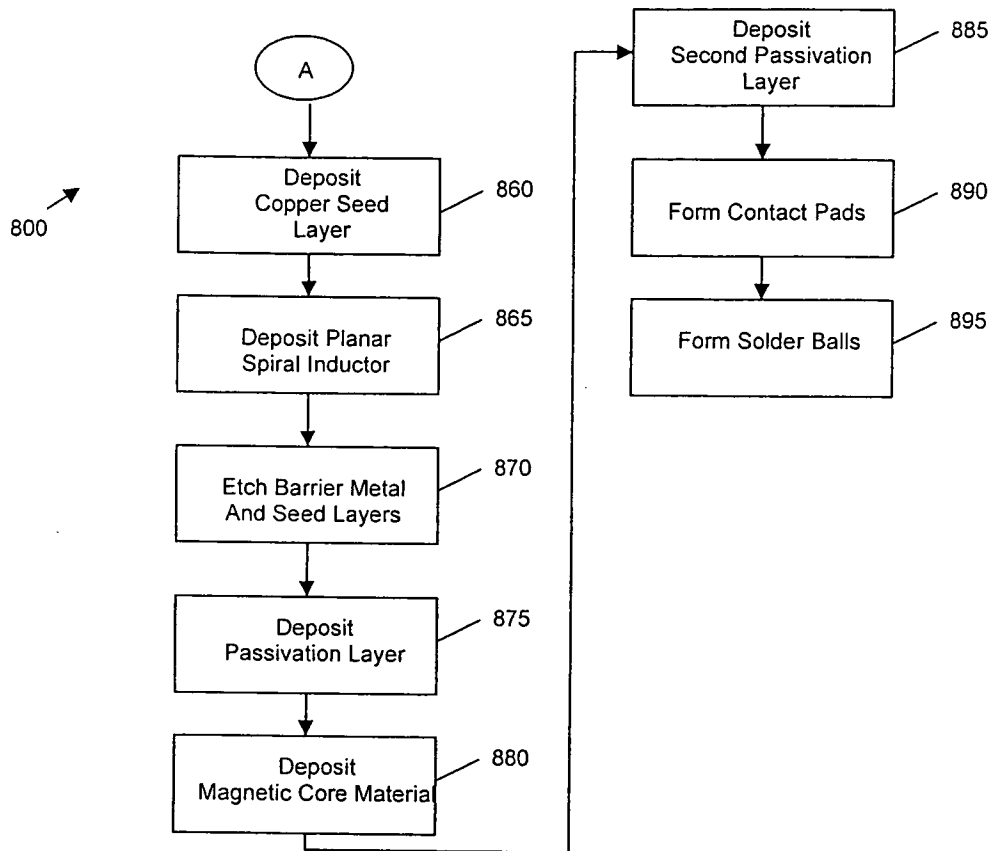 A
800
Deposit
Copper Seed
Layer
860
Deposit Planar
Spiral Inductor
865
Etch Barrier Metal
And Seed Layers
870
Deposit
Passivation Layer
875
Deposit
Magnetic Core Material
880
Deposit
Second Passivation
Layer
885
Form Contact Pads
890
Form Solder Balls
895